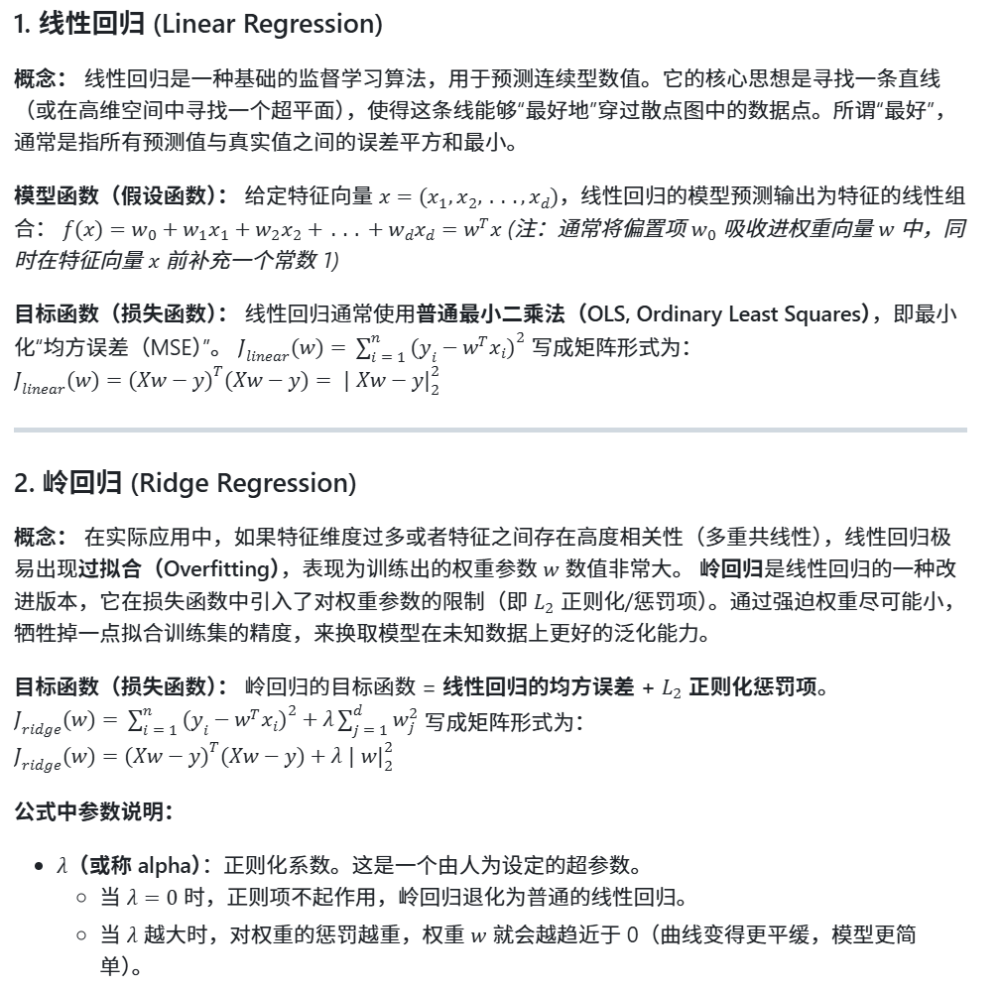 1. 线性回归 (Linear Regression)
概念： 线性回归是一种基础的监督学习算法，用于预测连续型数值。它的核心思想是寻找一条直线
（或在高维空间中寻找一个超平面），使得这条线能够“最好地”穿过散点图中的数据点。所谓“最好”，
通常是指所有预测值与真实值之间的误差平方和最小。
模型函数（假设函数）： 给定特征向量 x = (x₁, x₂, . . . , x_d)，线性回归的模型预测输出为特征的线性组
合： f(x) = w₀ + w₁x₁ + w₂x₂ + . . . + w_dx_d = wᵀx (注：通常将偏置项 w₀ 吸收进权重向量 w 中，同
时在特征向量 x 前补充一个常数 1)
目标函数（损失函数）： 线性回归通常使用普通最小二乘法（OLS, Ordinary Least Squares），即最小
化“均方误差（MSE）”。 J_{linear}(w) = ∑_{i = 1}^{n} (y_i − wᵀx_i)² 写成矩阵形式为：
J_{linear}(w) = (Xw − y)ᵀ(Xw − y) = | Xw − y|₂²
2. 岭回归 (Ridge Regression)
概念： 在实际应用中，如果特征维度过多或者特征之间存在高度相关性（多重共线性），线性回归极
易出现过拟合（Overfitting），表现为训练出的权重参数 w 数值非常大。 岭回归是线性回归的一种改
进版本，它在损失函数中引入了对权重参数的限制（即 L₂ 正则化/惩罚项）。通过强迫权重尽可能小，
牺牲掉一点拟合训练集的精度，来换取模型在未知数据上更好的泛化能力。
目标函数（损失函数）： 岭回归的目标函数 = 线性回归的均方误差 + L₂ 正则化惩罚项。
J_{ridge}(w) = ∑_{i = 1}^{n} (y_i − wᵀx_i)² + λ∑_{j = 1}^{d} w_j² 写成矩阵形式为：
J_{ridge}(w) = (Xw − y)ᵀ(Xw − y) + λ | w|₂²
公式中参数说明：
• λ（或称 alpha）：正则化系数。这是一个由人为设定的超参数。
○ 当 λ = 0 时，正则项不起作用，岭回归退化为普通的线性回归。
○ 当 λ 越大时，对权重的惩罚越重，权重 w 就会越趋近于 0（曲线变得更平缓，模型更简
单）。